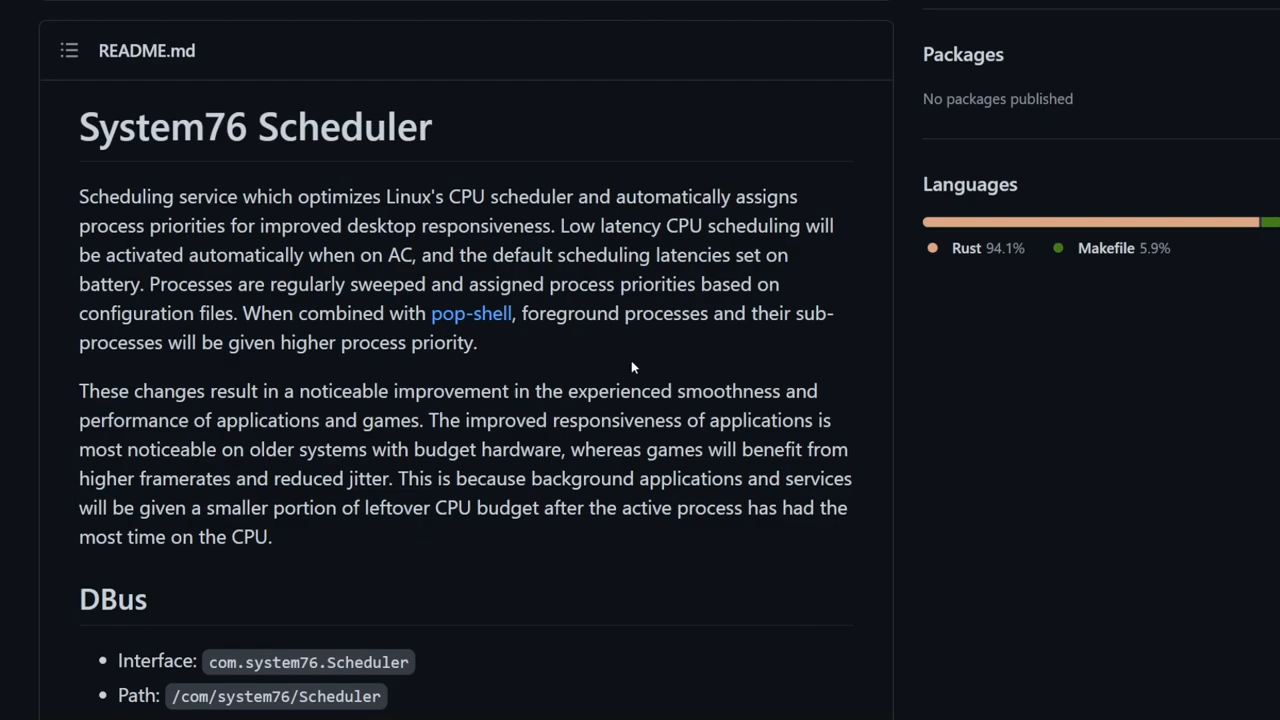 README.md
System76 Scheduler
Scheduling service which optimizes Linux's CPU scheduler and automatically assigns
process priorities for improved desktop responsiveness. Low latency CPU scheduling will
be activated automatically when on AC, and the default scheduling latencies set on
battery. Processes are regularly sweeped and assigned process priorities based on
configuration files. When combined with pop-shell, foreground processes and their sub-
processes will be given higher process priority.
These changes result in a noticeable improvement in the experienced smoothness and
performance of applications and games. The improved responsiveness of applications is
most noticeable on older systems with budget hardware, whereas games will benefit from
higher framerates and reduced jitter. This is because background applications and services
will be given a smaller portion of leftover CPU budget after the active process has had the
most time on the CPU.
DBus
• Interface: com.system76.Scheduler
• Path: /com/system76/Scheduler
Packages
No packages published
Languages
Rust 94.1% Makefile 5.9%